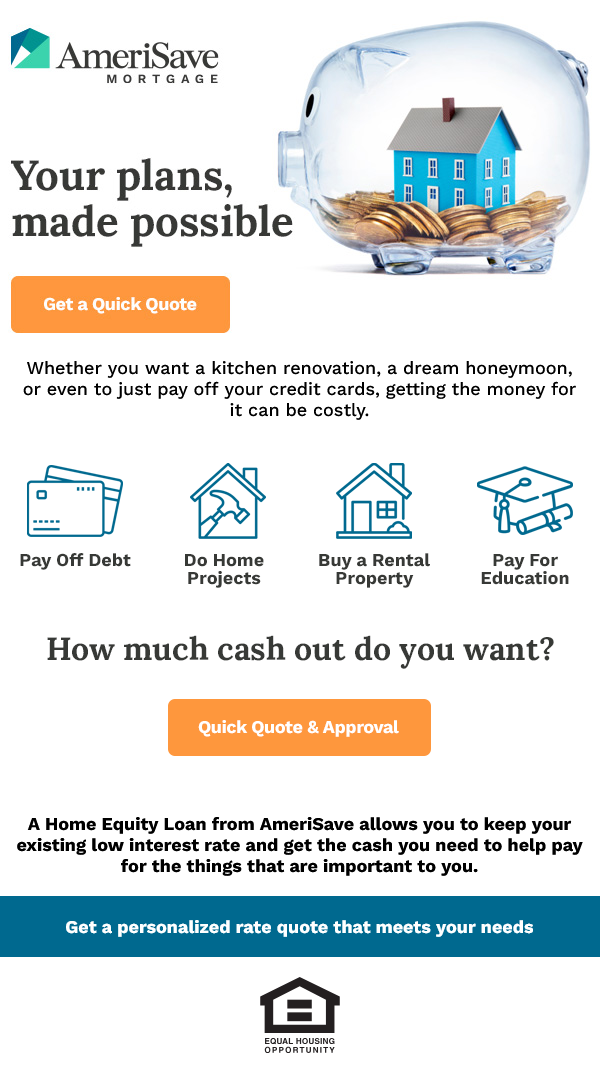 AmeriSave
MORTGAGE
Your plans,
made possible
Get a Quick Quote
Whether you want a kitchen renovation, a dream honeymoon,
or even to just pay off your credit cards, getting the money for
it can be costly.
Pay Off Debt
Do Home
Projects
Buy a Rental
Property
Pay For
Education
How much cash out do you want?
Quick Quote & Approval
A Home Equity Loan from AmeriSave allows you to keep your
existing low interest rate and get the cash you need to help pay
for the things that are important to you.
Get a personalized rate quote that meets your needs
EQUAL HOUSING
OPPORTUNITY